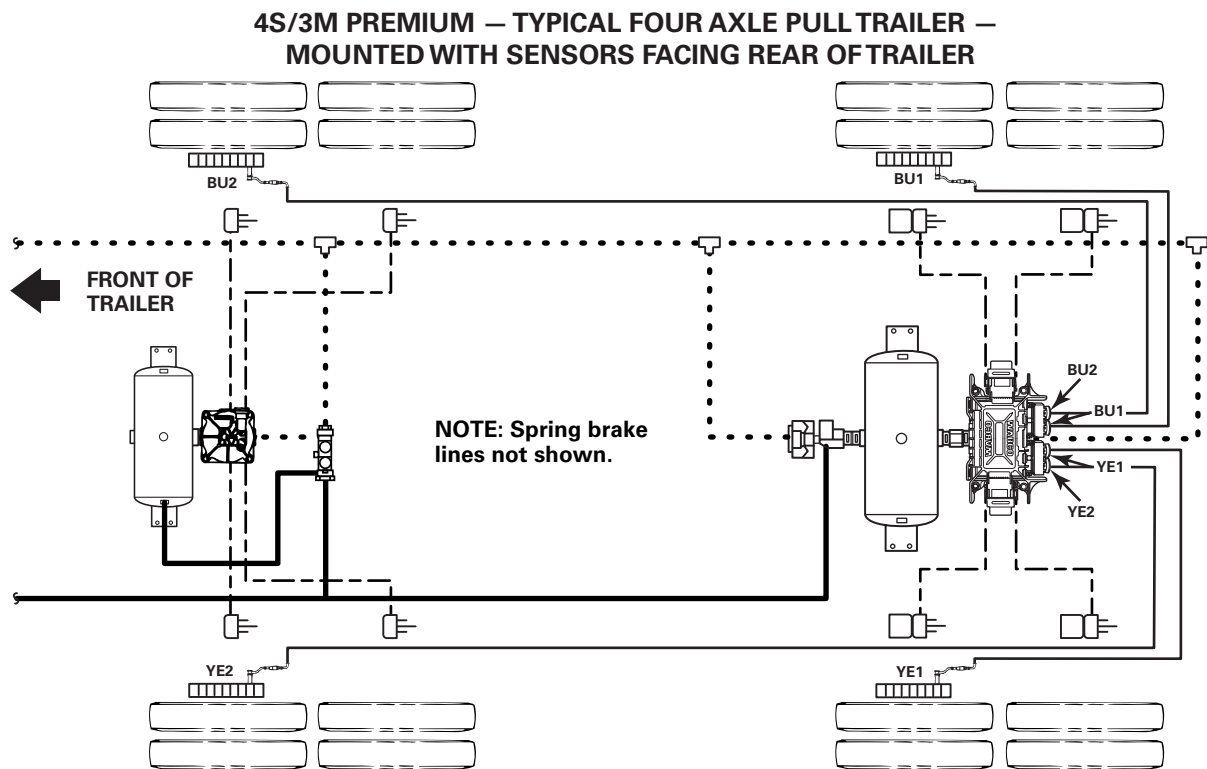 4S/3M PREMIUM — TYPICAL FOUR AXLE PULL TRAILER —
MOUNTED WITH SENSORS FACING REAR OF TRAILER
BU2
BU1
FRONT OF
TRAILER
NOTE: Spring brake
lines not shown.
BU2
BU1
YE1
YE2
WABCO
YE2
YE1